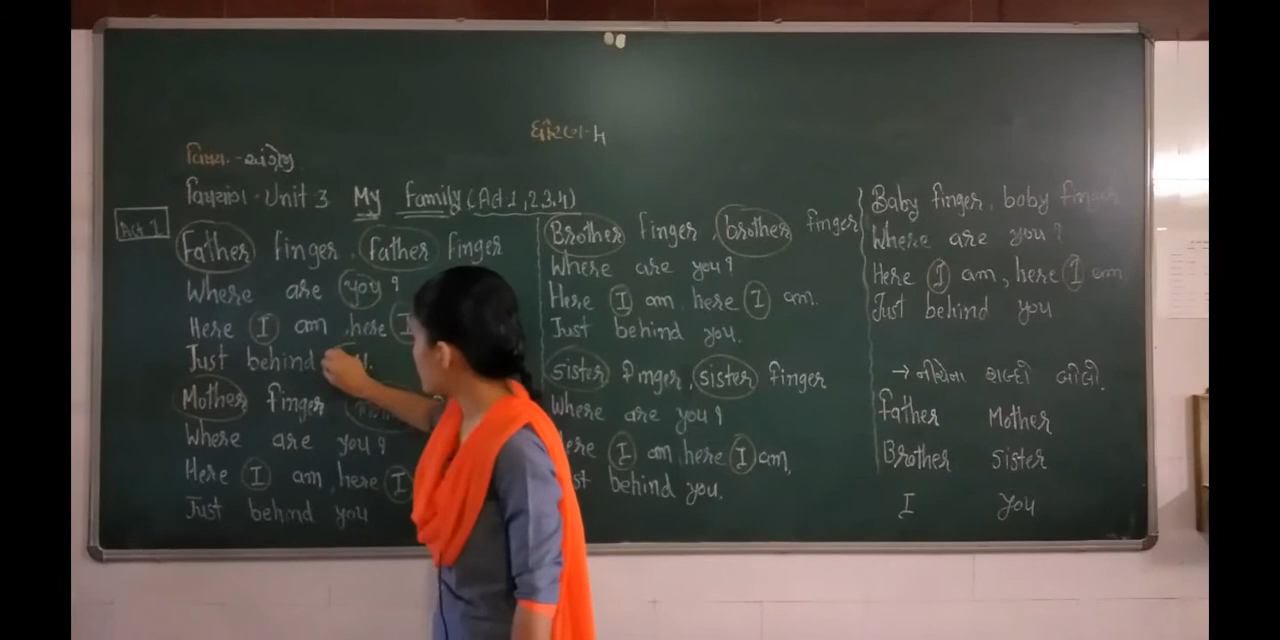 ધોરણ-૫
વિષય.-અંગ્રેજી
વિષયાંગ-Unit 3 My Family (Act 1,2,3,4)
Act 1
Father finger, father finger
Where are you?
Here I am, here I
Just behind
Mother finger
Where are you?
Here I am, here I
Just behind you
Brother finger, brother finger
Where are you?
Here I am, here I am.
Just behind you.
sister finger, sister finger
Where are you?
I am, here I am,
behind you.
Baby finger, baby finger
Where are you?
Here I am, here I am
Just behind you
→ નીચેના શબ્દો બોલો.
Father Mother
Brother Sister
I You